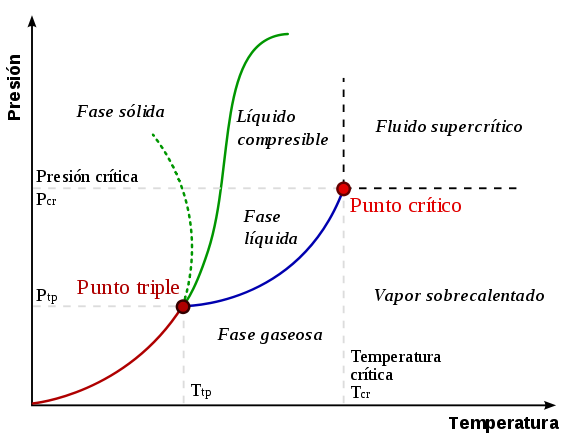 Presión
Fase sólida
Líquido
compresible
Fluido supercrítico
Presión crítica
Pcr
Punto crítico
Fase
líquida
Punto triple
Ptp
Vapor sobrecalentado
Fase gaseosa
Ttp
Temperatura
crítica
Tcr
Temperatura